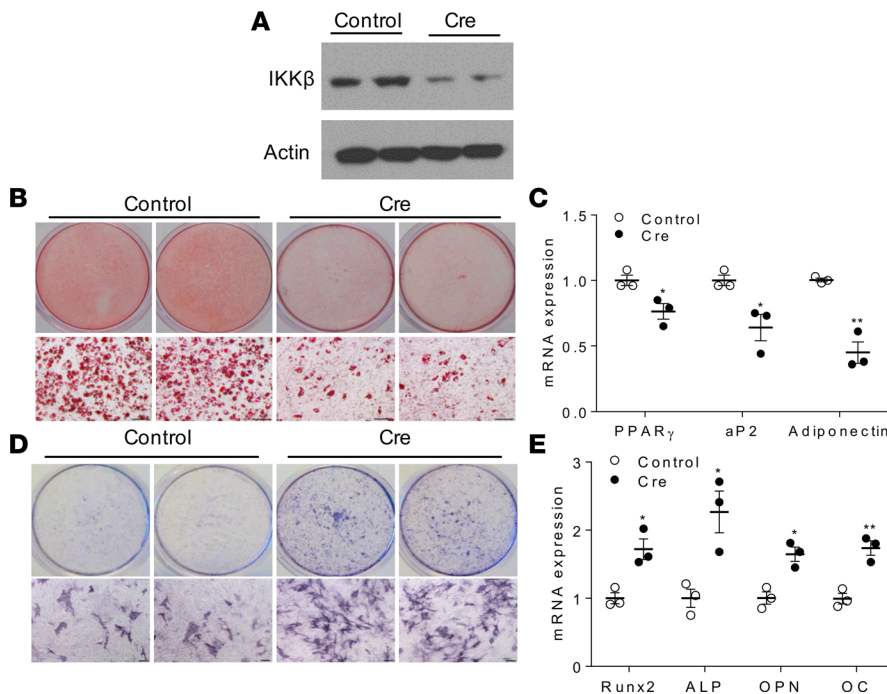 A
Control Cre
IKKβ
Actin
B
Control Cre
C
1.5
1.0
0.5
0.0
mRNA expression
Control
Cre
*
*
**
PPARγ aP2 Adiponectin
D
Control Cre
E
3
2
1
0
mRNA expression
Control
Cre
*
*
*
**
Runx2 ALP OPN OC